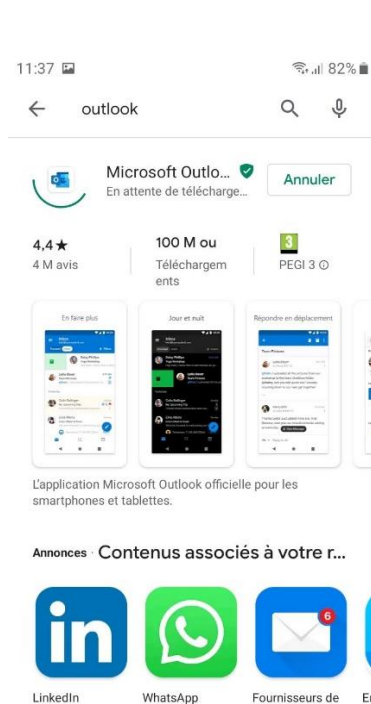 11:37 82%
outlook
Microsoft Outlo...
En attente de télécharge...
Annuler
4,4★
4 M avis
100 M ou
Téléchargem
ents
3
PEGI 3
En faire plus
Jour et nuit
Répondre en déplacement
L'application Microsoft Outlook officielle pour les
smartphones et tablettes.
Annonces · Contenus associés à votre r...
in
6
LinkedIn
WhatsApp
Fournisseurs de